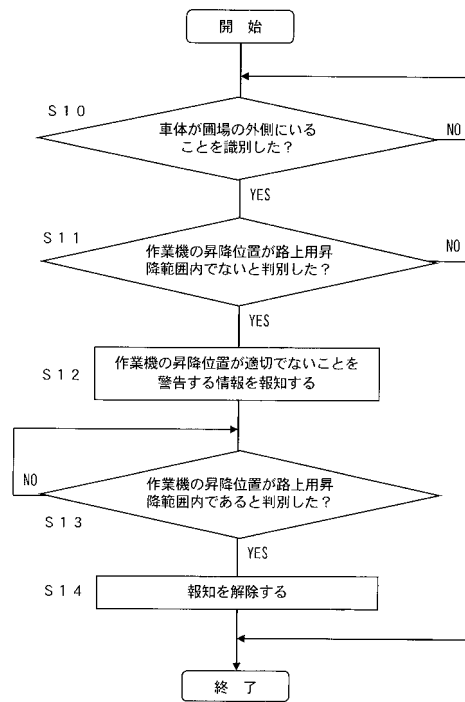 開 始
S10
車体が圃場の外側にいる
ことを識別した?
NO
YES
S11
作業機の昇降位置が路上用昇
降範囲内でないと判別した?
NO
YES
S12
作業機の昇降位置が適切でないことを
警告する情報を報知する
NO
作業機の昇降位置が路上用昇
降範囲内であると判別した?
S13
YES
S14
報知を解除する
終 了